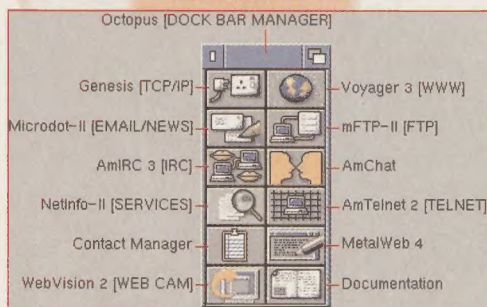 Octopus [DOCK BAR MANAGER]
Genesis [TCP/IP]
Voyager 3 [WWW]
Microdot-II [EMAIL/NEWS]
mFTP-II [FTP]
AmIRC 3 [IRC]
AmChat
NetInfo-II [SERVICES]
AmTelnet 2 [TELNET]
Contact Manager
MetalWeb 4
WebVision 2 [WEB CAM]
Documentation